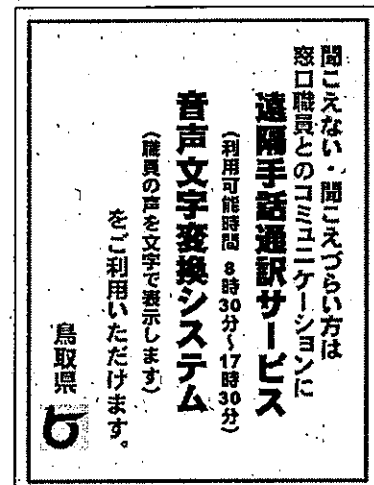 聞こえない・聞こえづらい方は
窓口職員とのコミュニケーションに
遠隔手話通訳サービス
（利用可能時間 8時30分～17時30分）
音声文字変換システム
（職員の声を文字で表示します）
をご利用いただけます。
鳥取県